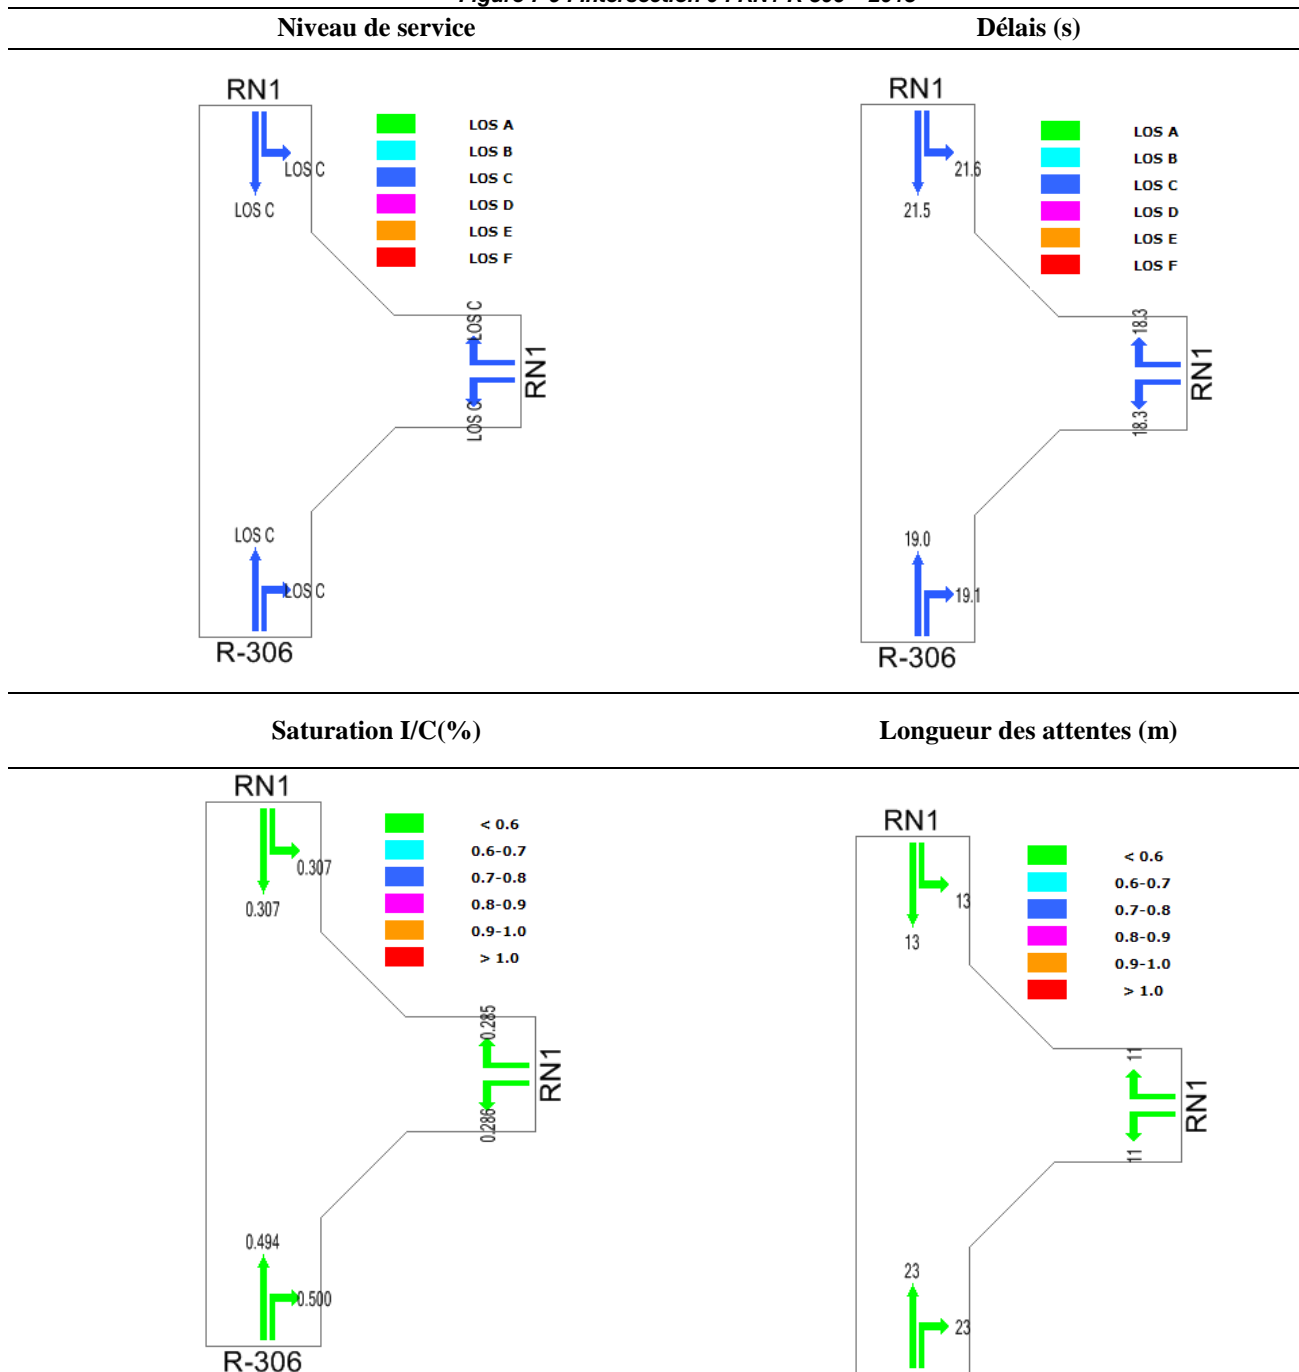 Niveau de service
Délais (s)
RN1
LOS A
LOS B
LOS C
LOS D
LOS E
LOS F
LOS C
LOS C
LOS C
LOS C
RN1
LOS C
LOS C
R-306
RN1
LOS A
LOS B
LOS C
LOS D
LOS E
LOS F
21.6
21.5
18.3
18.3
RN1
19.0
19.1
R-306
Saturation I/C(%)
Longueur des attentes (m)
RN1
< 0.6
0.6-0.7
0.7-0.8
0.8-0.9
0.9-1.0
> 1.0
0.307
0.307
0.285
0.286
RN1
0.494
0.500
R-306
RN1
< 0.6
0.6-0.7
0.7-0.8
0.8-0.9
0.9-1.0
> 1.0
13
13
11
11
RN1
23
23